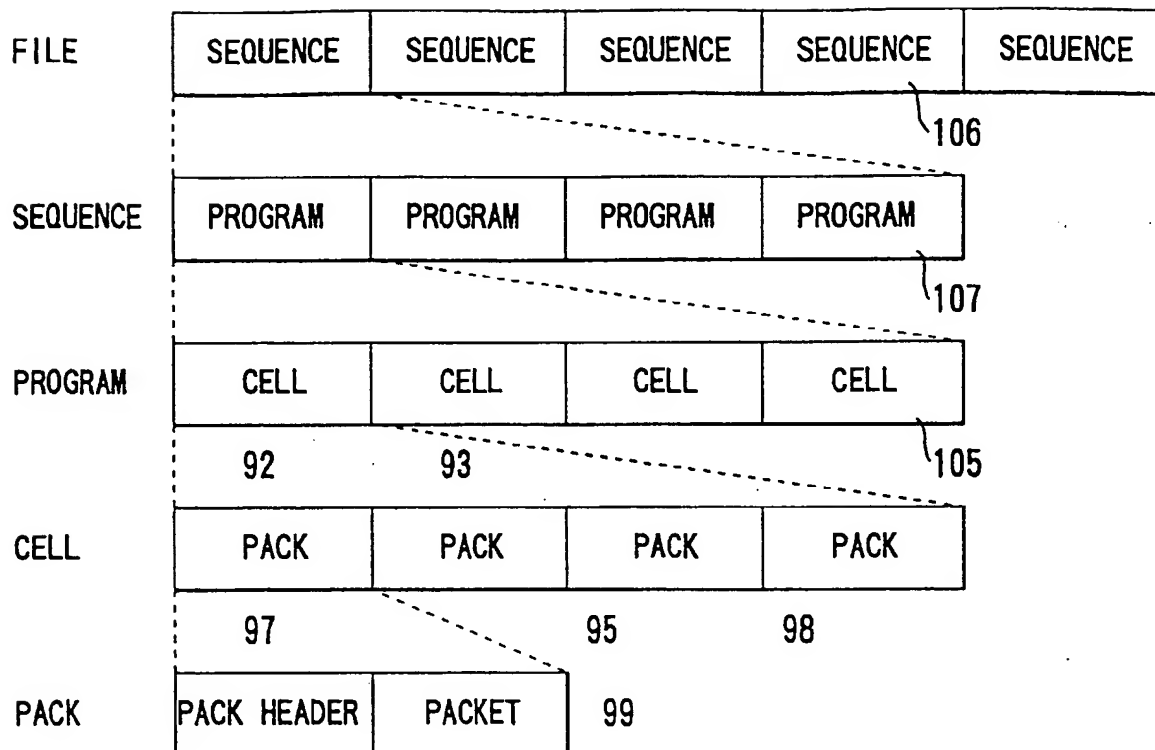 FILE SEQUENCE SEQUENCE SEQUENCE SEQUENCE SEQUENCE
106
SEQUENCE PROGRAM PROGRAM PROGRAM PROGRAM
107
PROGRAM CELL CELL CELL CELL
92 93 105
CELL PACK PACK PACK PACK
97 95 98
PACK PACK HEADER PACKET 99